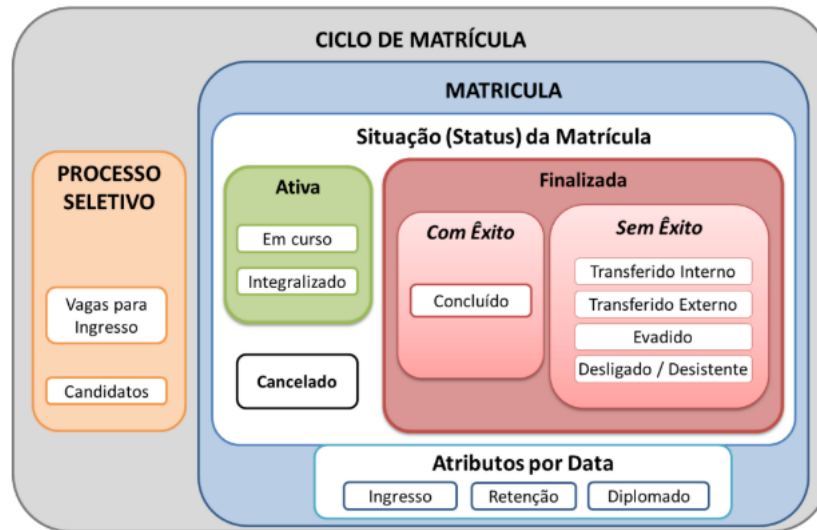 CICLO DE MATRÍCULA
MATRICULA
Situação (Status) da Matrícula
PROCESSO
SELETIVO
Vagas para
Ingresso
Candidatos
Ativa
Em curso
Integralizado
Cancelado
Finalizada
Com Êxito
Concluído
Sem Êxito
Transferido Interno
Transferido Externo
Evadido
Desligado / Desistente
Atributos por Data
Ingresso
Retenção
Diplomado